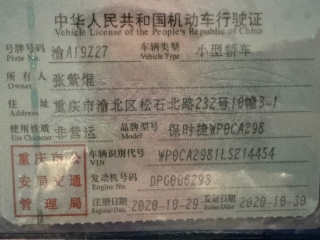 中华人民共和国机动车行驶证
Vehicle License of the People's Republic of China
号牌号码 渝A19Z27 车辆类型 小型轿车
Plate No. Vehicle Type
所有人 张紫焜
Owner
住址 重庆市渝北区松石北路232号10幢3-1
Address
使用性质 非营运 品牌型号 保时捷WP0CA298
Use Character Model
重庆市公 车辆识别代号 WP0CA2981LS214454
VIN
安局交通 发动机号码 DPG006298
Engine No.
管理局 注册日期 2020-10-29 发证日期 2020-10-30
Register Date Issue Date